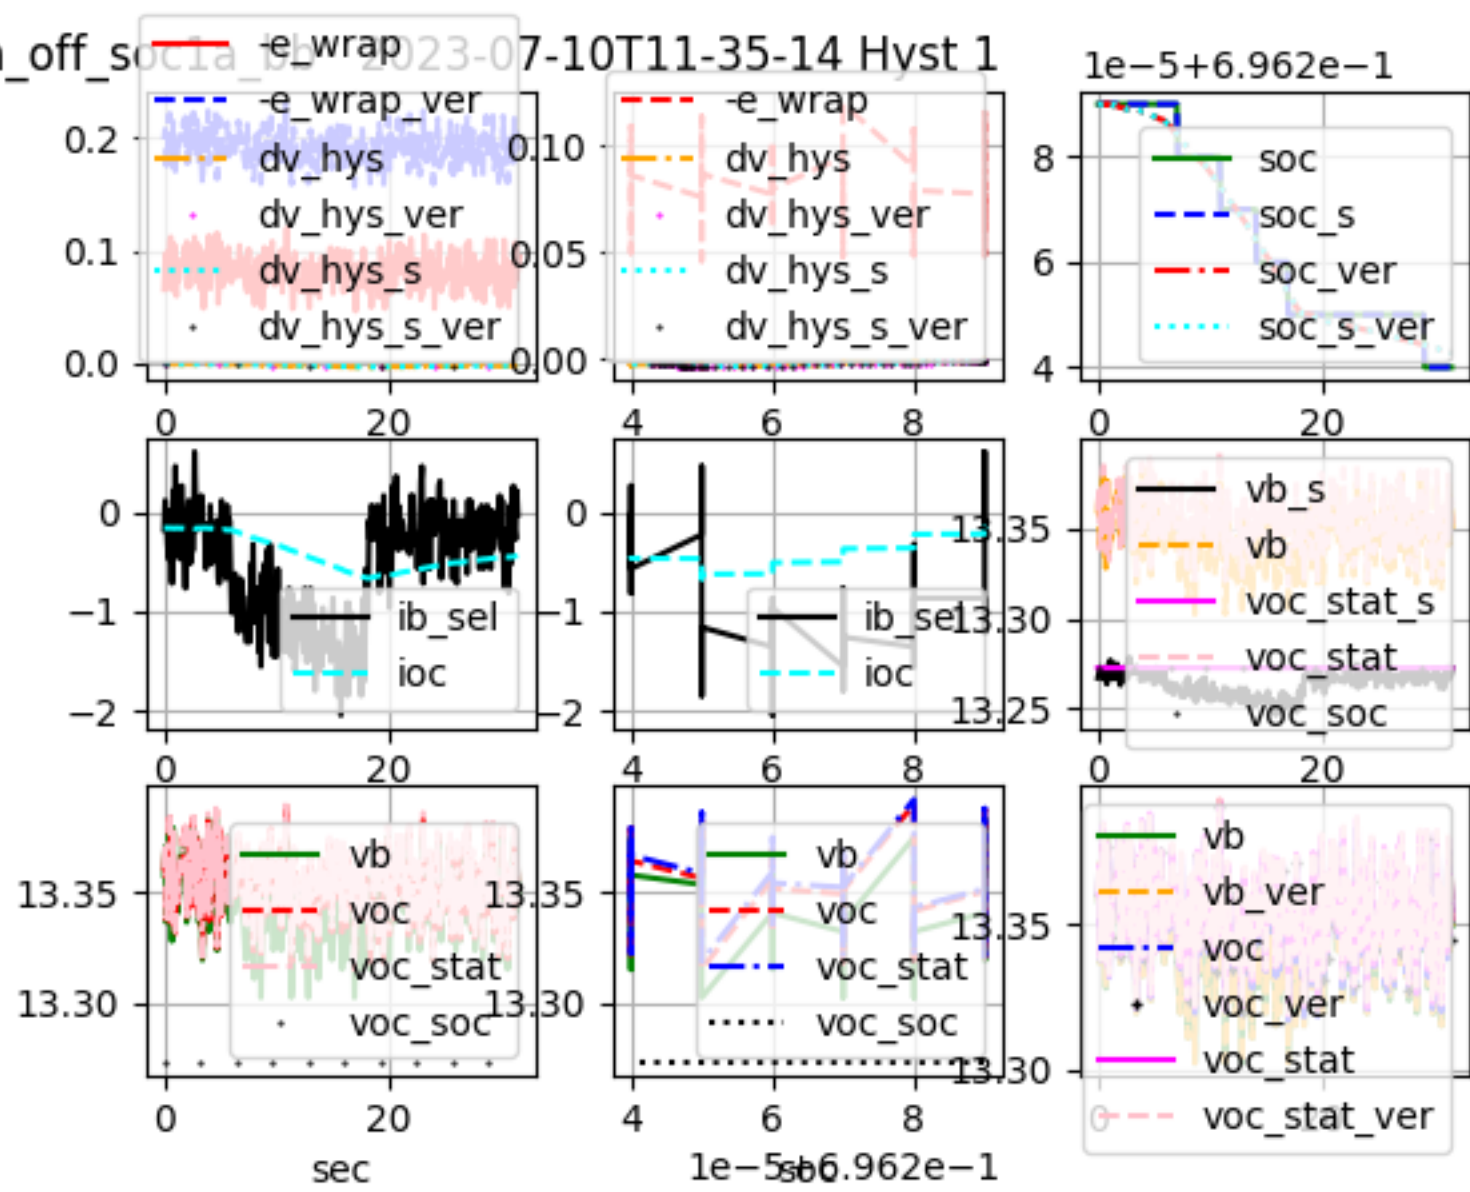 _off_soc1a_bb 2023-07-10T11-35-14 Hyst 1
-e_wrap
-e_wrap_ver
dv_hys
dv_hys_ver
dv_hys_s
dv_hys_s_ver
0.2
0.1
0.0
0
20
-e_wrap
dv_hys
dv_hys_ver
dv_hys_s
dv_hys_s_ver
0.10
0.05
0.00
4
6
8
1e−5+6.962e−1
soc
soc_s
soc_ver
soc_s_ver
8
6
4
0
20
0
−1
−2
ib_sel
ioc
0
20
0
−1
−2
ib_sel
ioc
4
6
8
13.35
13.30
13.25
vb_s
vb
voc_stat_s
voc_stat
voc_soc
0
20
13.35
13.30
vb
voc
voc_stat
voc_soc
0
20
sec
13.35
13.30
vb
voc
voc_stat
voc_soc
4
6
8
1e−5+6.962e−1
soc
13.35
13.30
vb
vb_ver
voc
voc_ver
voc_stat
voc_stat_ver
0